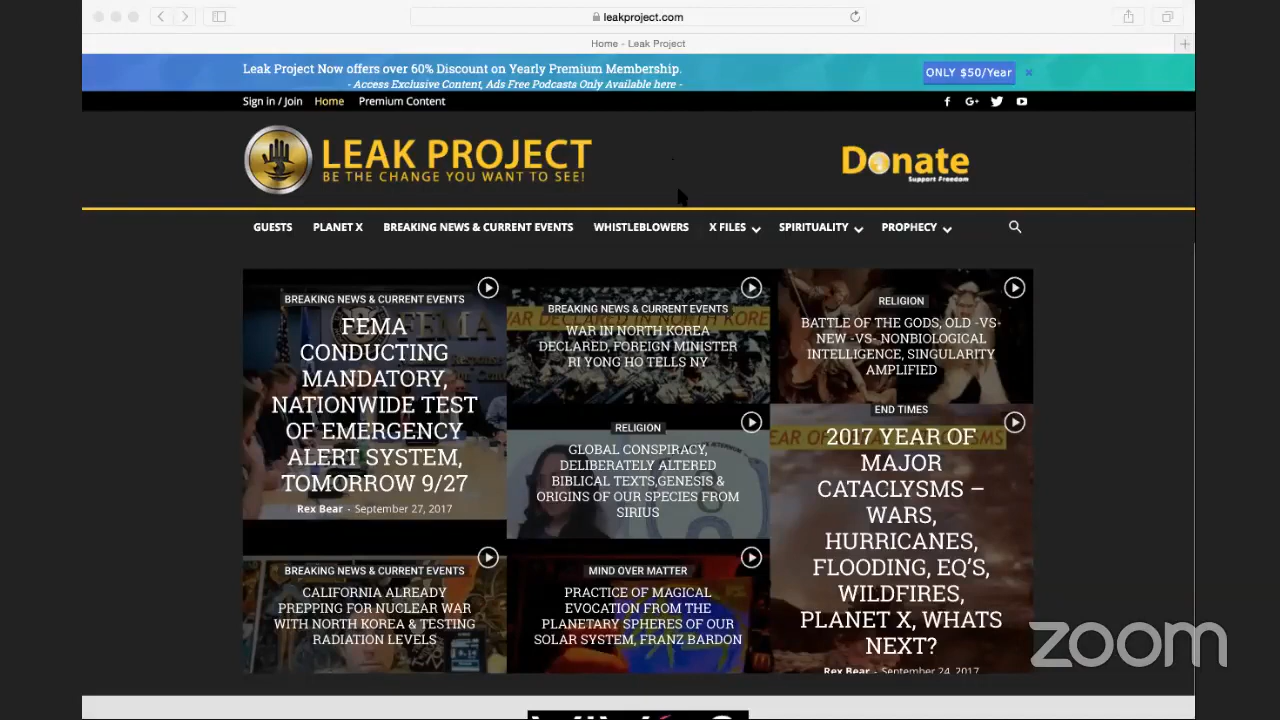 leakproject.com
Home - Leak Project
Leak Project Now offers over 60% Discount on Yearly Premium Membership.
- Access Exclusive Content, Ads Free Podcasts Only Available here -
ONLY $50/Year
Sign in / Join Home Premium Content
LEAK PROJECT
BE THE CHANGE YOU WANT TO SEE!
Donate
Support Freedom
GUESTS PLANET X BREAKING NEWS & CURRENT EVENTS WHISTLEBLOWERS X FILES SPIRITUALITY PROPHECY
BREAKING NEWS & CURRENT EVENTS
FEMA
CONDUCTING
MANDATORY,
NATIONWIDE TEST
OF EMERGENCY
ALERT SYSTEM,
TOMORROW 9/27
Rex Bear - September 27, 2017
BREAKING NEWS & CURRENT EVENTS
WAR IN NORTH KOREA
DECLARED, FOREIGN MINISTER
RI YONG HO TELLS NY
RELIGION
BATTLE OF THE GODS, OLD -VS-
NEW -VS- NONBIOLOGICAL
INTELLIGENCE, SINGULARITY
AMPLIFIED
RELIGION
GLOBAL CONSPIRACY,
DELIBERATELY ALTERED
BIBLICAL TEXTS,GENESIS &
ORIGINS OF OUR SPECIES FROM
SIRIUS
END TIMES
2017 YEAR OF
MAJOR
CATACLYSMS –
WARS,
HURRICANES,
FLOODING, EQ'S,
WILDFIRES,
PLANET X, WHATS
NEXT?
Rex Bear - September 24, 2017
BREAKING NEWS & CURRENT EVENTS
CALIFORNIA ALREADY
PREPPING FOR NUCLEAR WAR
WITH NORTH KOREA & TESTING
RADIATION LEVELS
MIND OVER MATTER
PRACTICE OF MAGICAL
EVOCATION FROM THE
PLANETARY SPHERES OF OUR
SOLAR SYSTEM, FRANZ BARDON
zoom